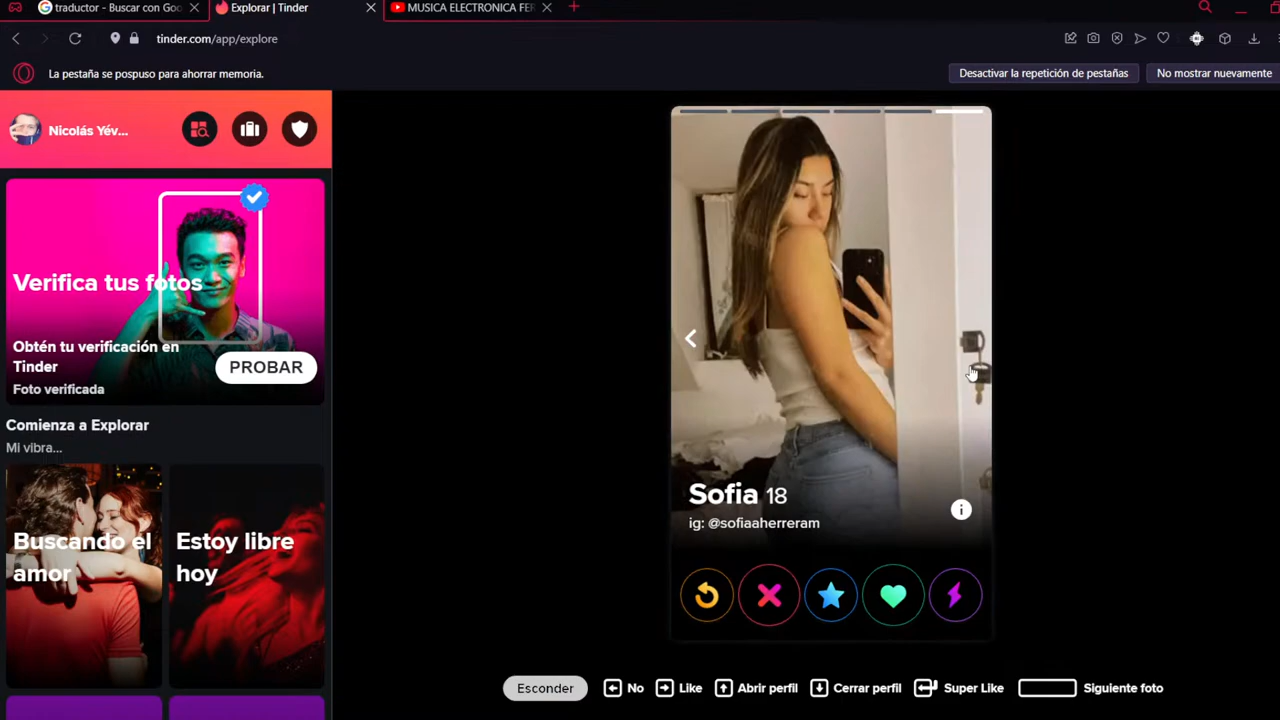 traductor - Buscar con Goo
Explorar | Tinder
MUSICA ELECTRONICA FER
tinder.com/app/explore
La pestaña se pospuso para ahorrar memoria.
Desactivar la repetición de pestañas
No mostrar nuevamente
Nicolás Yév...
Verifica tus fotos
Obtén tu verificación en
Tinder
Foto verificada
PROBAR
Comienza a Explorar
Mi vibra...
Buscando el
amor
Estoy libre
hoy
Sofia 18
ig: @sofiaaherreram
Esconder
No
Like
Abrir perfil
Cerrar perfil
Super Like
Siguiente foto